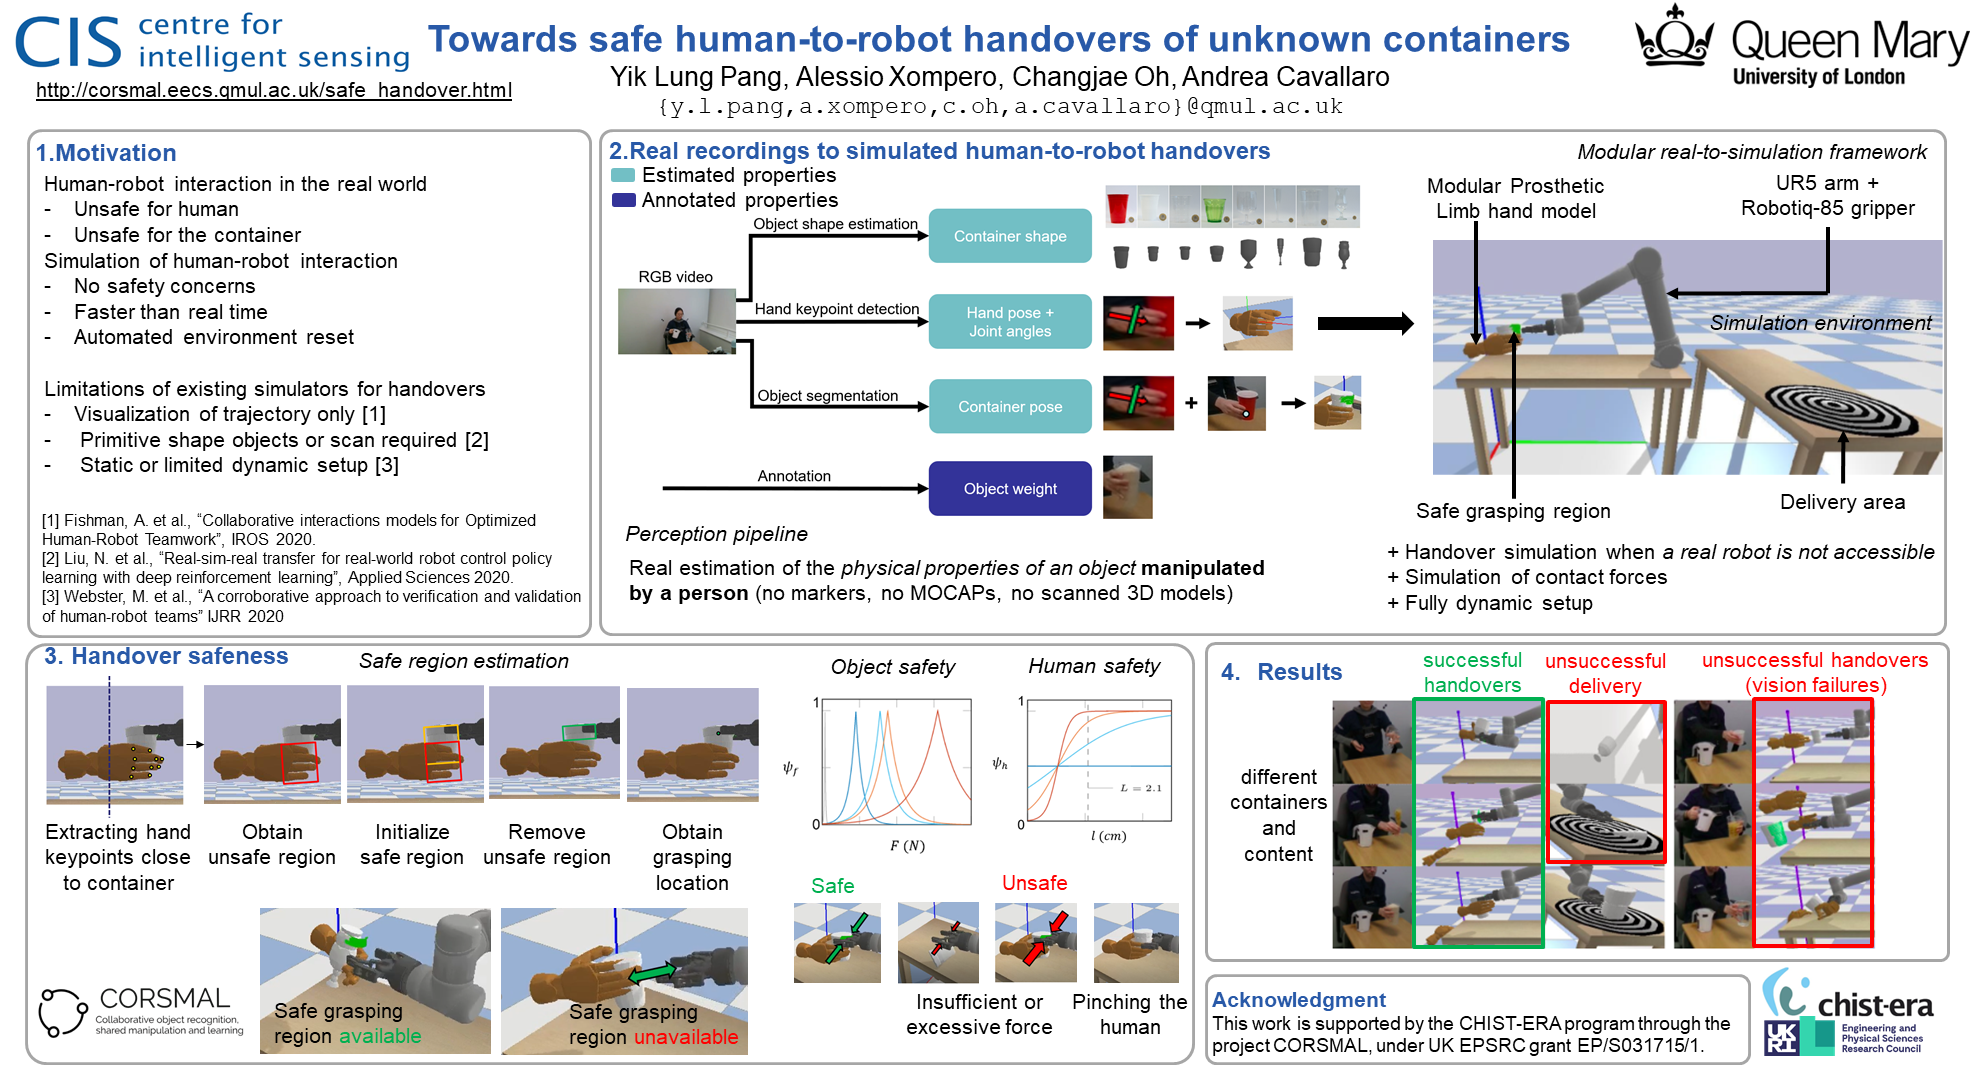 CIS centre for
intelligent sensing
http://corsmal.eecs.qmul.ac.uk/safe_handover.html
Towards safe human-to-robot handovers of unknown containers
Yik Lung Pang, Alessio Xompero, Changjae Oh, Andrea Cavallaro
{y.l.pang,a.xompero,c.oh,a.cavallaro}@qmul.ac.uk
Queen Mary
University of London
1.Motivation
Human-robot interaction in the real world
- Unsafe for human
- Unsafe for the container
Simulation of human-robot interaction
- No safety concerns
- Faster than real time
- Automated environment reset
Limitations of existing simulators for handovers
- Visualization of trajectory only [1]
- Primitive shape objects or scan required [2]
- Static or limited dynamic setup [3]
[1] Fishman, A. et al., “Collaborative interactions models for Optimized
Human-Robot Teamwork”, IROS 2020.
[2] Liu, N. et al., “Real-sim-real transfer for real-world robot control policy
learning with deep reinforcement learning”, Applied Sciences 2020.
[3] Webster, M. et al., “A corroborative approach to verification and validation
of human-robot teams” IJRR 2020
2.Real recordings to simulated human-to-robot handovers
Estimated properties
Annotated properties
RGB video
Object shape estimation
Container shape
Hand keypoint detection
Hand pose +
Joint angles
Object segmentation
Container pose
Annotation
Object weight
Perception pipeline
Real estimation of the physical properties of an object manipulated
by a person (no markers, no MOCAPs, no scanned 3D models)
Modular real-to-simulation framework
Modular Prosthetic
Limb hand model
UR5 arm +
Robotiq-85 gripper
Simulation environment
Safe grasping region
Delivery area
+ Handover simulation when a real robot is not accessible
+ Simulation of contact forces
+ Fully dynamic setup
3. Handover safeness
Safe region estimation
Extracting hand
keypoints close
to container
Obtain
unsafe region
Initialize
safe region
Remove
unsafe region
Obtain
grasping
location
Safe grasping
region available
Safe grasping
region unavailable
CORSMAL
Collaborative object recognition,
shared manipulation and learning
Object safety
1
ψf
0
F (N)
Human safety
1
ψh
L = 2.1
0
l (cm)
Safe
Unsafe
Insufficient or
excessive force
Pinching the
human
4. Results
successful
handovers
unsuccessful
delivery
unsuccessful handovers
(vision failures)
different
containers
and
content
Acknowledgment
This work is supported by the CHIST-ERA program through the
project CORSMAL, under UK EPSRC grant EP/S031715/1.
chist-era
UKRI
Engineering and
Physical Sciences
Research Council